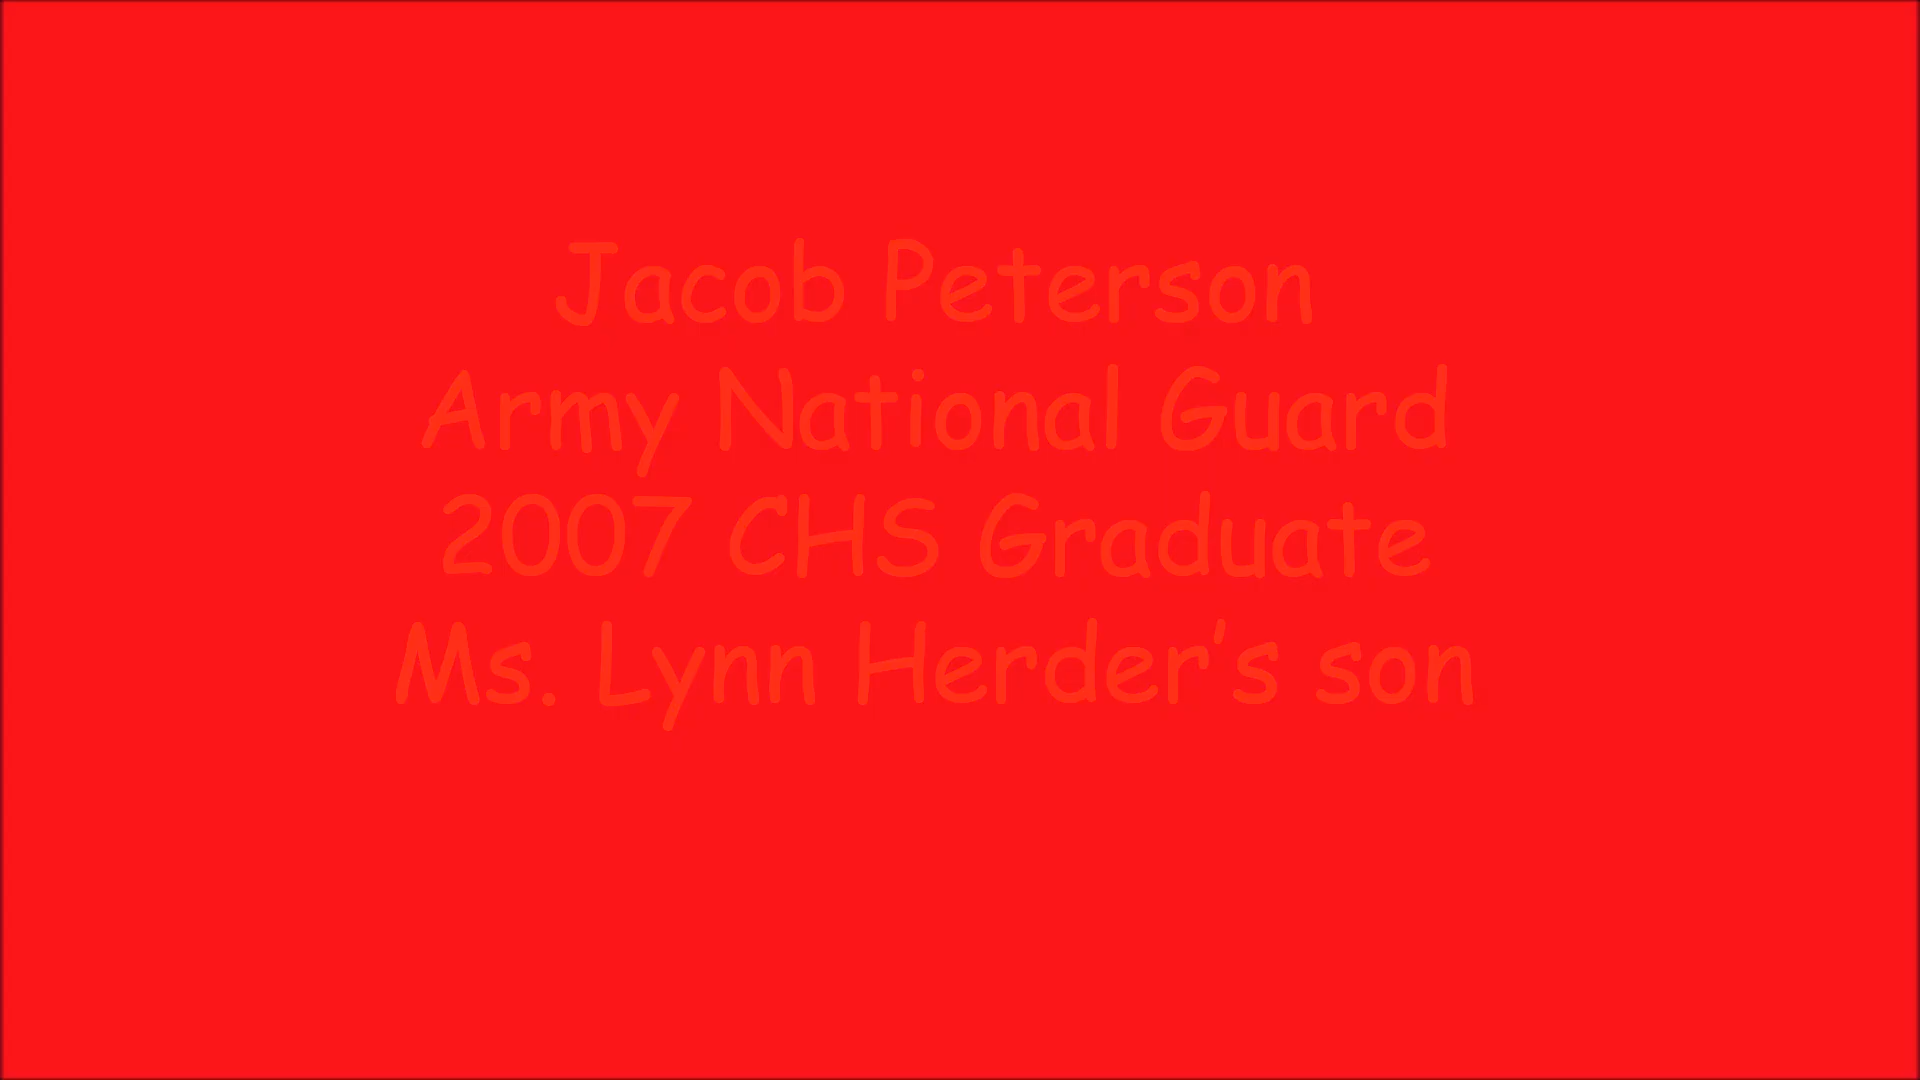 Jacob Peterson
Army National Guard
2007 CHS Graduate
Ms. Lynn Herder’s son